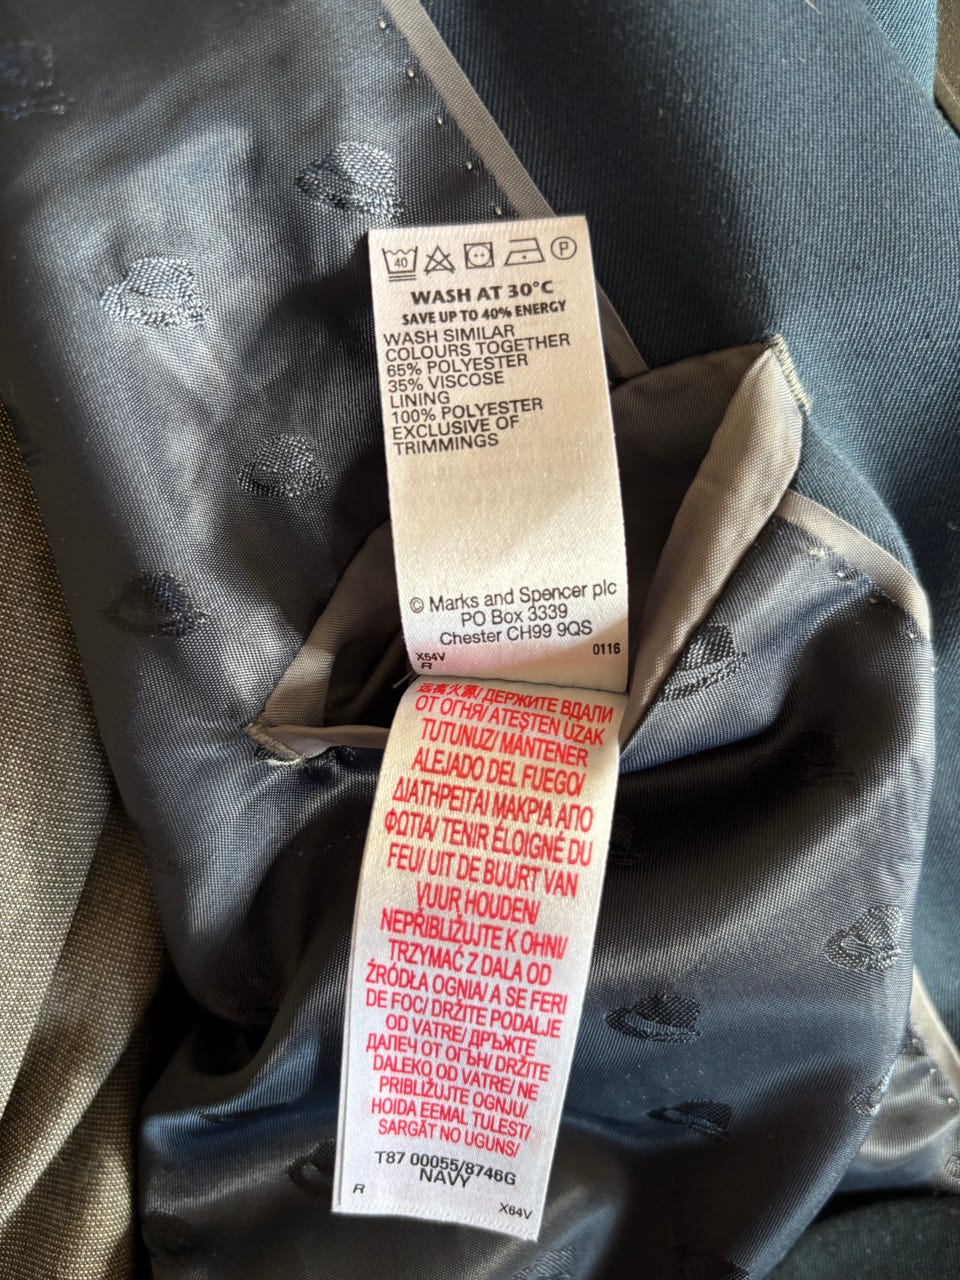 40 P
WASH AT 30°C
SAVE UP TO 40% ENERGY
WASH SIMILAR
COLOURS TOGETHER
65% POLYESTER
35% VISCOSE
LINING
100% POLYESTER
EXCLUSIVE OF
TRIMMINGS
© Marks and Spencer plc
PO Box 3339
Chester CH99 9QS
X64V 0116
R
远离火源/ ДЕРЖИТЕ ВДАЛИ
ОТ ОГНЯ/ ATEŞTEN UZAK
TUTUNUZ/ MANTENER
ALEJADO DEL FUEGO/
ΔΙΑΤΗΡΕΙΤΑΙ ΜΑΚΡΙΑ ΑΠΟ
ΦΩΤΙΑ/ TENIR ÉLOIGNÉ DU
FEU/ UIT DE BUURT VAN
VUUR HOUDEN/
NEPŘIBLIŽUJTE K OHNI/
TRZYMAĆ Z DALA OD
ŹRÓDŁA OGNIA/ A SE FERI
DE FOC/ DRŽITE PODALJE
OD VATRE/ ДРЪЖТЕ
ДАЛЕЧ ОТ ОГЪН/ DRŽITE
DALEKO OD VATRE/ NE
PRIBLIŽUJTE OGNJU/
HOIDA EEMAL TULEST/
SARGĀT NO UGUNS/
T87 00055/8746G
NAVY
R X64V